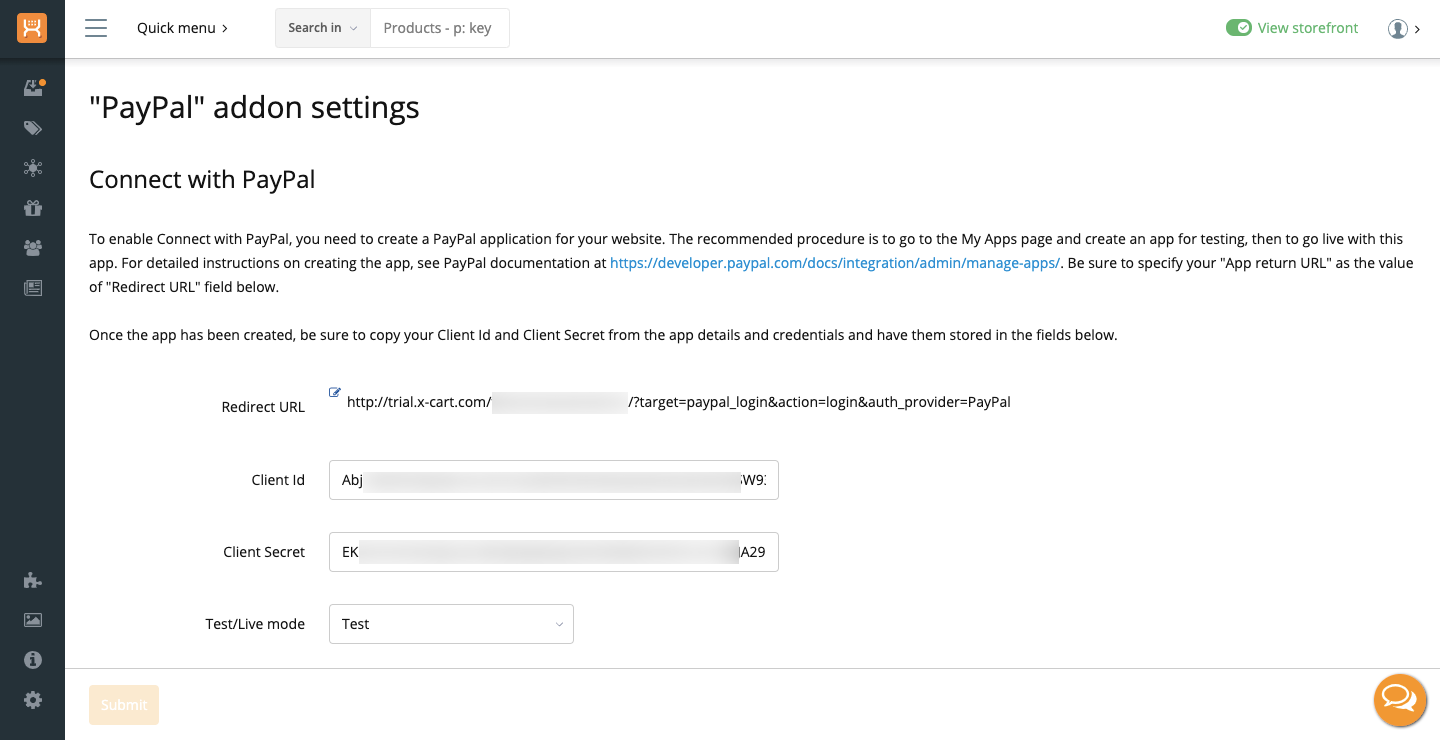 Quick menu
Search in
Products - p: key
View storefront
"PayPal" addon settings
Connect with PayPal
To enable Connect with PayPal, you need to create a PayPal application for your website. The recommended procedure is to go to the My Apps page and create an app for testing, then to go live with this
app. For detailed instructions on creating the app, see PayPal documentation at https://developer.paypal.com/docs/integration/admin/manage-apps/. Be sure to specify your "App return URL" as the value
of "Redirect URL" field below.
Once the app has been created, be sure to copy your Client Id and Client Secret from the app details and credentials and have them stored in the fields below.
Redirect URL
http://trial.x-cart.com/ /?target=paypal_login&action=login&auth_provider=PayPal
Client Id
Abj W93
Client Secret
EK A29
Test/Live mode
Test
Submit